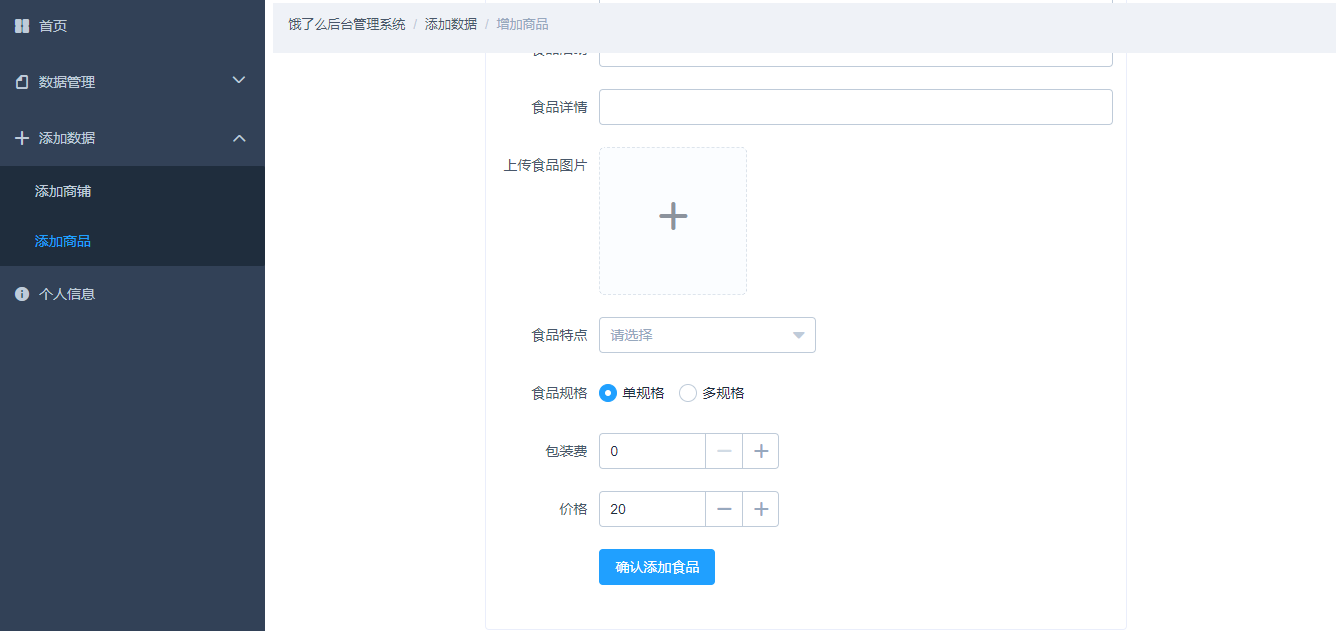 首页
数据管理
添加数据
添加商铺
添加商品
个人信息
饿了么后台管理系统 / 添加数据 / 增加商品
食品活动
食品详情
上传食品图片
食品特点 请选择
食品规格 单规格 多规格
包装费 0
价格 20
确认添加食品